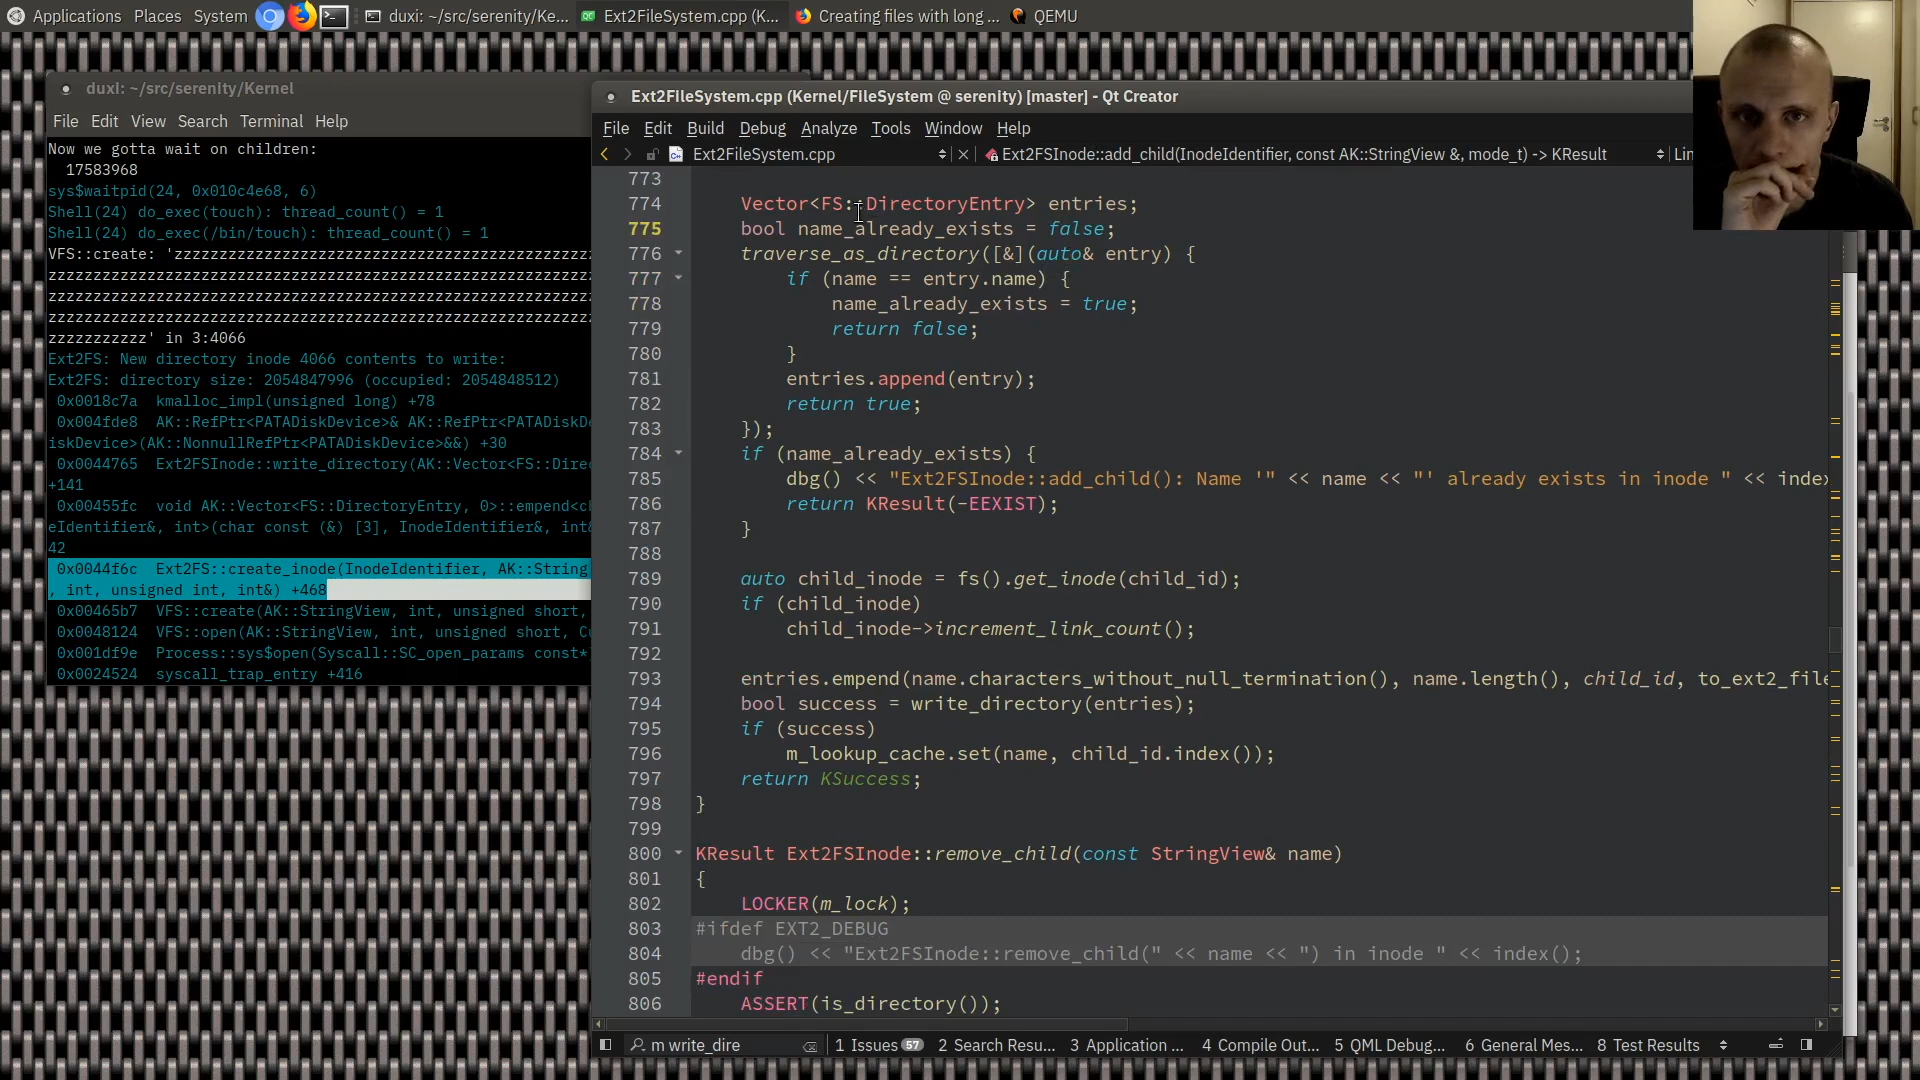 Applications Places System duxi: ~/src/serenity/Ke... Ext2FileSystem.cpp (K... Creating files with long ... QEMU
duxi: ~/src/serenity/Kernel
File Edit View Search Terminal Help
Now we gotta wait on children:
17583968
sys$waitpid(24, 0x010c4e68, 6)
Shell(24) do_exec(touch): thread_count() = 1
Shell(24) do_exec(/bin/touch): thread_count() = 1
VFS::create: 'zzzzzzzzzzzzzzzzzzzzzzzzzzzzzzzzzzzzz
zzzzzzzzzzzzzzzzzzzzzzzzzzzzzzzzzzzzzzzzzzzzzzzzzzz
zzzzzzzzzzzzzzzzzzzzzzzzzzzzzzzzzzzzzzzzzzzzzzzzzzz
zzzzzzzzzzzzzzzzzzzzzzzzzzzzzzzzzzzzzzzzzzzzzzzzzzz
zzzzzzzzzzz' in 3:4066
Ext2FS: New directory inode 4066 contents to write:
Ext2FS: directory size: 2054847996 (occupied: 2054848512)
0x0018c7a kmalloc_impl(unsigned long) +78
0x004fde8 AK::RefPtr<PATADiskDevice>& AK::RefPtr<PATADisk
iskDevice>(AK::NonnullRefPtr<PATADiskDevice>&&) +30
0x0044765 Ext2FSInode::write_directory(AK::Vector<FS::Dire
+141
0x00455fc void AK::Vector<FS::DirectoryEntry, 0>::empend<c
eIdentifier&, int>(char const (&) [3], InodeIdentifier&, int
42
0x0044f6c Ext2FS::create_inode(InodeIdentifier, AK::String
, int, unsigned int, int&) +468
0x00465b7 VFS::create(AK::StringView, int, unsigned short,
0x0048124 VFS::open(AK::StringView, int, unsigned short, C
0x001df9e Process::sys$open(Syscall::SC_open_params const*
0x0024524 syscall_trap_entry +416
Ext2FileSystem.cpp (Kernel/FileSystem @ serenity) [master] - Qt Creator
File Edit Build Debug Analyze Tools Window Help
Ext2FileSystem.cpp Ext2FSInode::add_child(InodeIdentifier, const AK::StringView &, mode_t) -> KResult Lin
773
774 Vector<FS::DirectoryEntry> entries;
775 bool name_already_exists = false;
776 traverse_as_directory([&](auto& entry) {
777 if (name == entry.name) {
778 name_already_exists = true;
779 return false;
780 }
781 entries.append(entry);
782 return true;
783 });
784 if (name_already_exists) {
785 dbg() << "Ext2FSInode::add_child(): Name '" << name << "' already exists in inode " << index
786 return KResult(-EEXIST);
787 }
788
789 auto child_inode = fs().get_inode(child_id);
790 if (child_inode)
791 child_inode->increment_link_count();
792
793 entries.empend(name.characters_without_null_termination(), name.length(), child_id, to_ext2_file
794 bool success = write_directory(entries);
795 if (success)
796 m_lookup_cache.set(name, child_id.index());
797 return KSuccess;
798 }
799
800 KResult Ext2FSInode::remove_child(const StringView& name)
801 {
802 LOCKER(m_lock);
803 #ifdef EXT2_DEBUG
804 dbg() << "Ext2FSInode::remove_child(" << name << ") in inode " << index();
805 #endif
806 ASSERT(is_directory());
m write_dire 1 Issues 57 2 Search Resu... 3 Application ... 4 Compile Out... 5 QML Debug... 6 General Mes... 8 Test Results